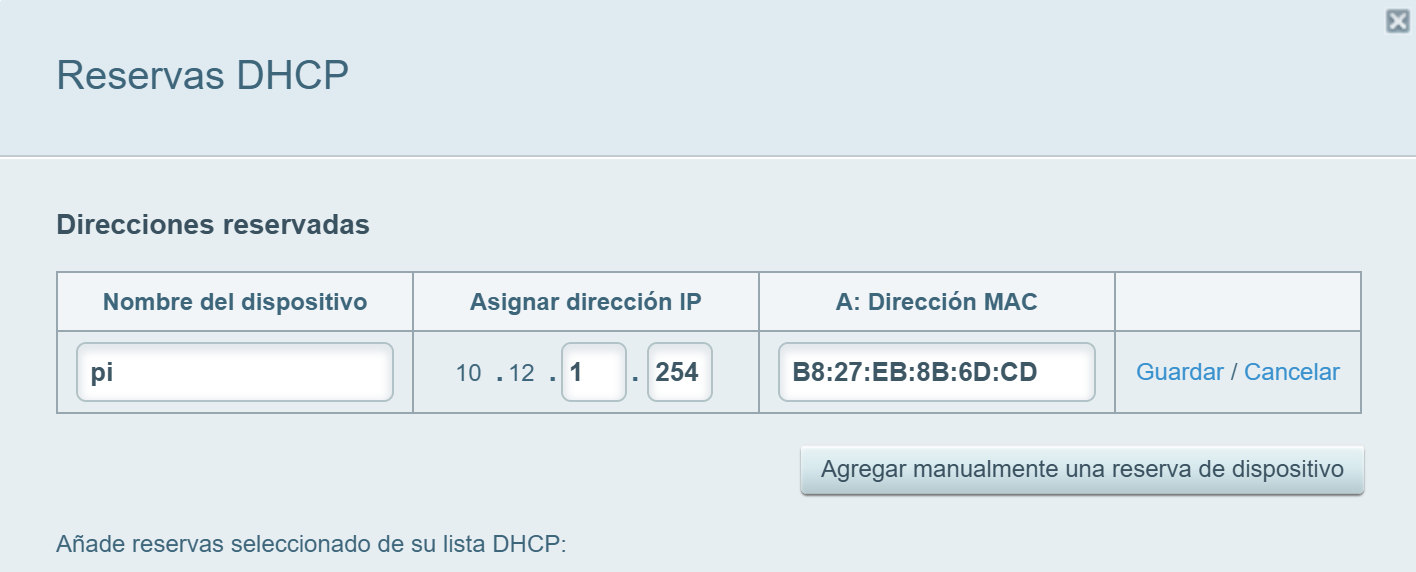 Reservas DHCP
Direcciones reservadas
Nombre del dispositivo Asignar dirección IP A: Dirección MAC
pi 10 . 12 . 1 . 254 B8:27:EB:8B:6D:CD Guardar / Cancelar
Agregar manualmente una reserva de dispositivo
Añade reservas seleccionado de su lista DHCP: